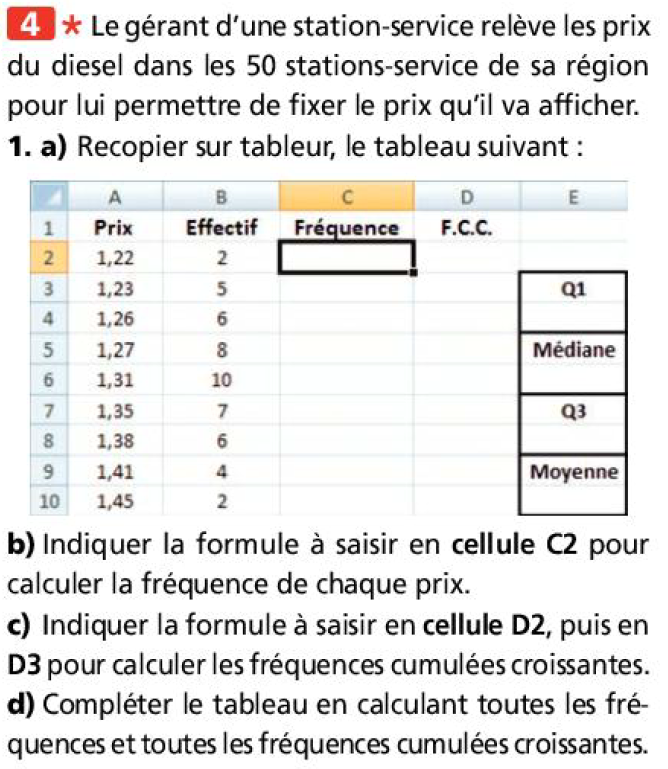 4 * Le gérant d'une station-service relève les prix
du diesel dans les 50 stations-service de sa région
pour lui permettre de fixer le prix qu'il va afficher.
1. a) Recopier sur tableur, le tableau suivant :
A B C D E
1 Prix Effectif Fréquence F.C.C.
2 1,22 2
3 1,23 5 Q1
4 1,26 6
5 1,27 8 Médiane
6 1,31 10
7 1,35 7 Q3
8 1,38 6
9 1,41 4 Moyenne
10 1,45 2
b) Indiquer la formule à saisir en cellule C2 pour
calculer la fréquence de chaque prix.
c) Indiquer la formule à saisir en cellule D2, puis en
D3 pour calculer les fréquences cumulées croissantes.
d) Compléter le tableau en calculant toutes les fré-
quences et toutes les fréquences cumulées croissantes.